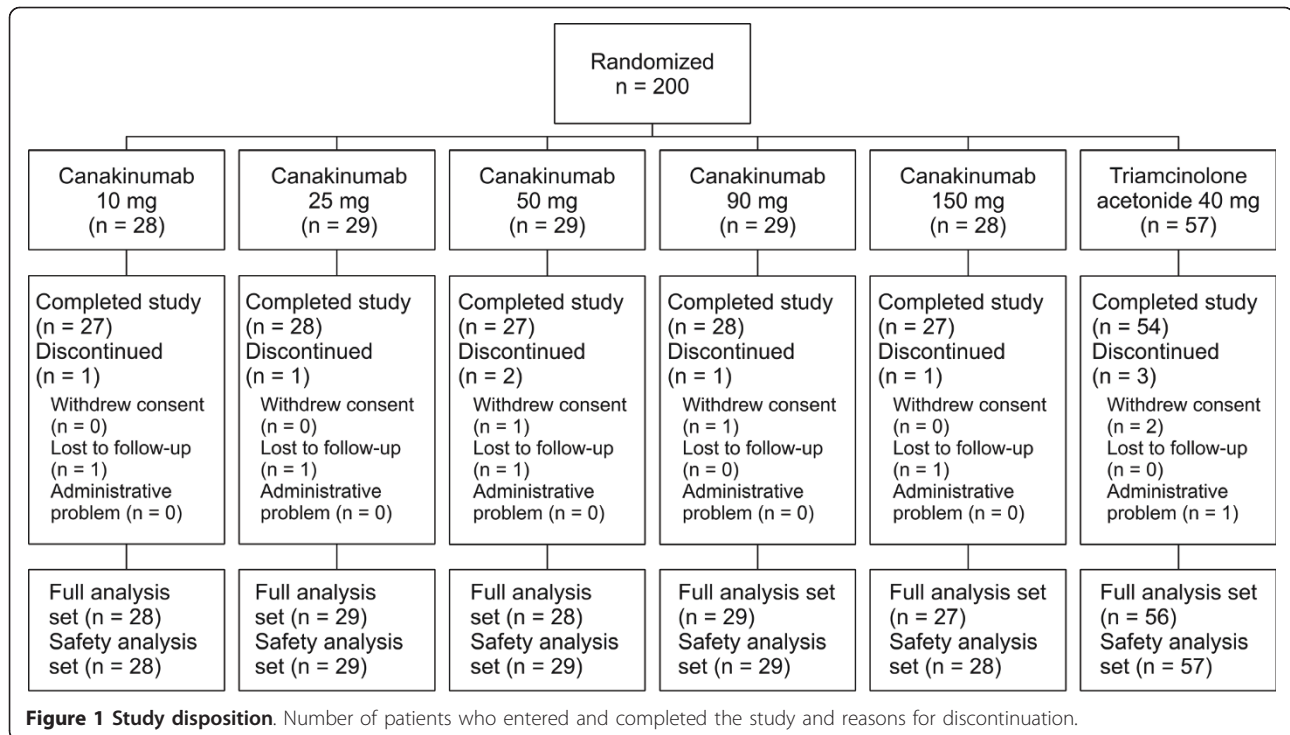 Randomized
n = 200
Canakinumab
10 mg
(n = 28)
Canakinumab
25 mg
(n = 29)
Canakinumab
50 mg
(n = 29)
Canakinumab
90 mg
(n = 29)
Canakinumab
150 mg
(n = 28)
Triamcinolone
acetonide 40 mg
(n = 57)
Completed study
(n = 27)
Discontinued
(n = 1)
Withdrew consent
(n = 0)
Lost to follow-up
(n = 1)
Administrative
problem (n = 0)
Completed study
(n = 28)
Discontinued
(n = 1)
Withdrew consent
(n = 0)
Lost to follow-up
(n = 1)
Administrative
problem (n = 0)
Completed study
(n = 27)
Discontinued
(n = 2)
Withdrew consent
(n = 1)
Lost to follow-up
(n = 1)
Administrative
problem (n = 0)
Completed study
(n = 28)
Discontinued
(n = 1)
Withdrew consent
(n = 1)
Lost to follow-up
(n = 0)
Administrative
problem (n = 0)
Completed study
(n = 27)
Discontinued
(n = 1)
Withdrew consent
(n = 0)
Lost to follow-up
(n = 1)
Administrative
problem (n = 0)
Completed study
(n = 54)
Discontinued
(n = 3)
Withdrew consent
(n = 2)
Lost to follow-up
(n = 0)
Administrative
problem (n = 1)
Full analysis
set (n = 28)
Safety analysis
set (n = 28)
Full analysis
set (n = 29)
Safety analysis
set (n = 29)
Full analysis
set (n = 28)
Safety analysis
set (n = 29)
Full analysis set
(n = 29)
Safety analysis
set (n = 29)
Full analysis set
(n = 27)
Safety analysis
set (n = 28)
Full analysis set
(n = 56)
Safety analysis
set (n = 57)
Figure 1 Study disposition. Number of patients who entered and completed the study and reasons for discontinuation.